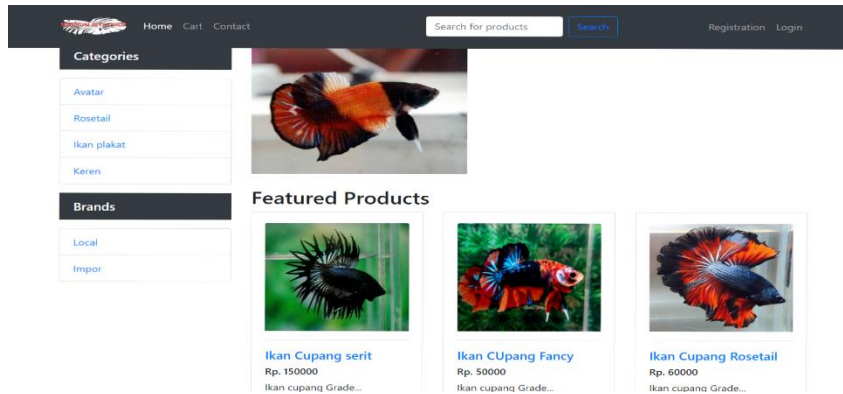 Home Cart Contact
Search for products Search
Registration Login
Categories
Avatar
Rosetail
Ikan plakat
Keren
Brands
Local
Impor
Featured Products
Ikan Cupang serit
Rp. 150000
Ikan cupang Grade...
Ikan CUpang Fancy
Rp. 50000
Ikan cupang Grade...
Ikan Cupang Rosetail
Rp. 60000
Ikan cupang Grade...